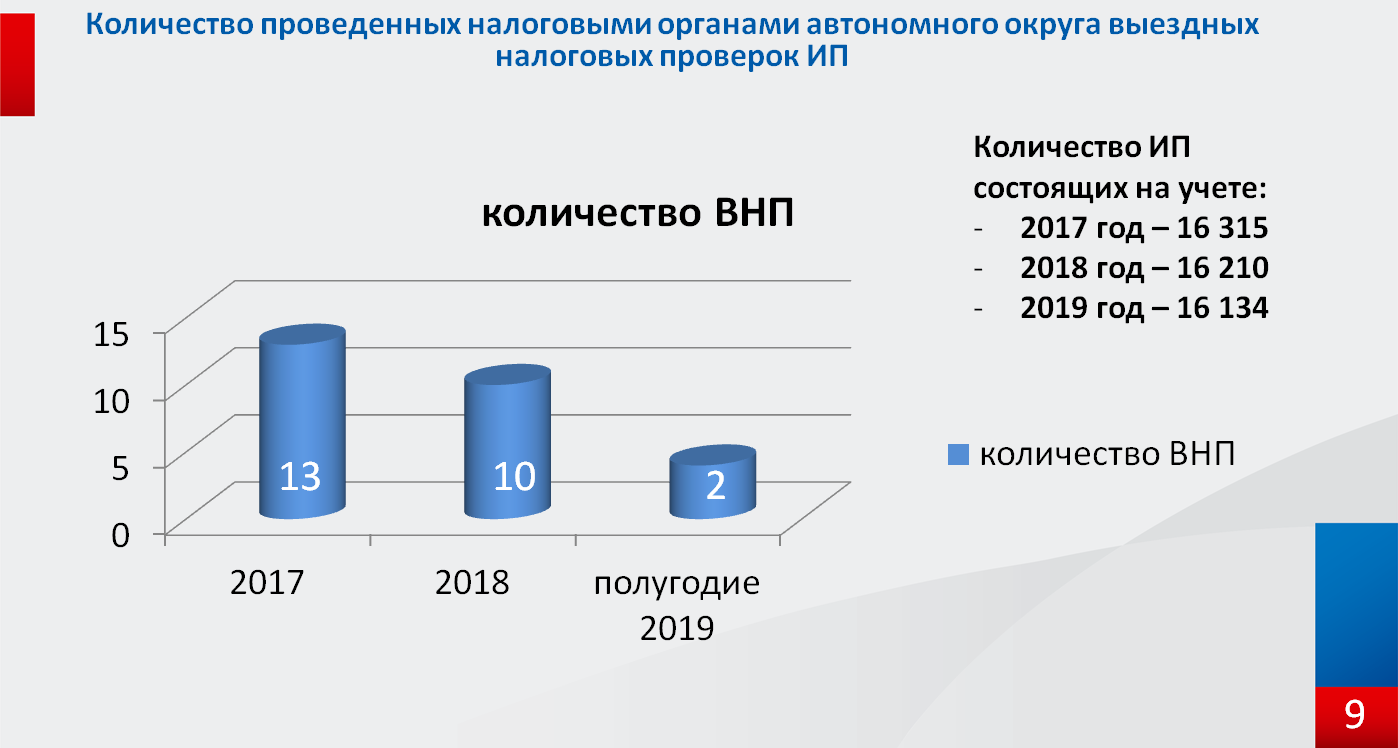 Количество проведенных налоговыми органами автономного округа выездных
налоговых проверок ИП
Количество ИП
состоящих на учете:
- 2017 год – 16 315
- 2018 год – 16 210
- 2019 год – 16 134
количество ВНП
15
10
5
0
13
10
2
2017
2018
полугодие
2019
количество ВНП
9